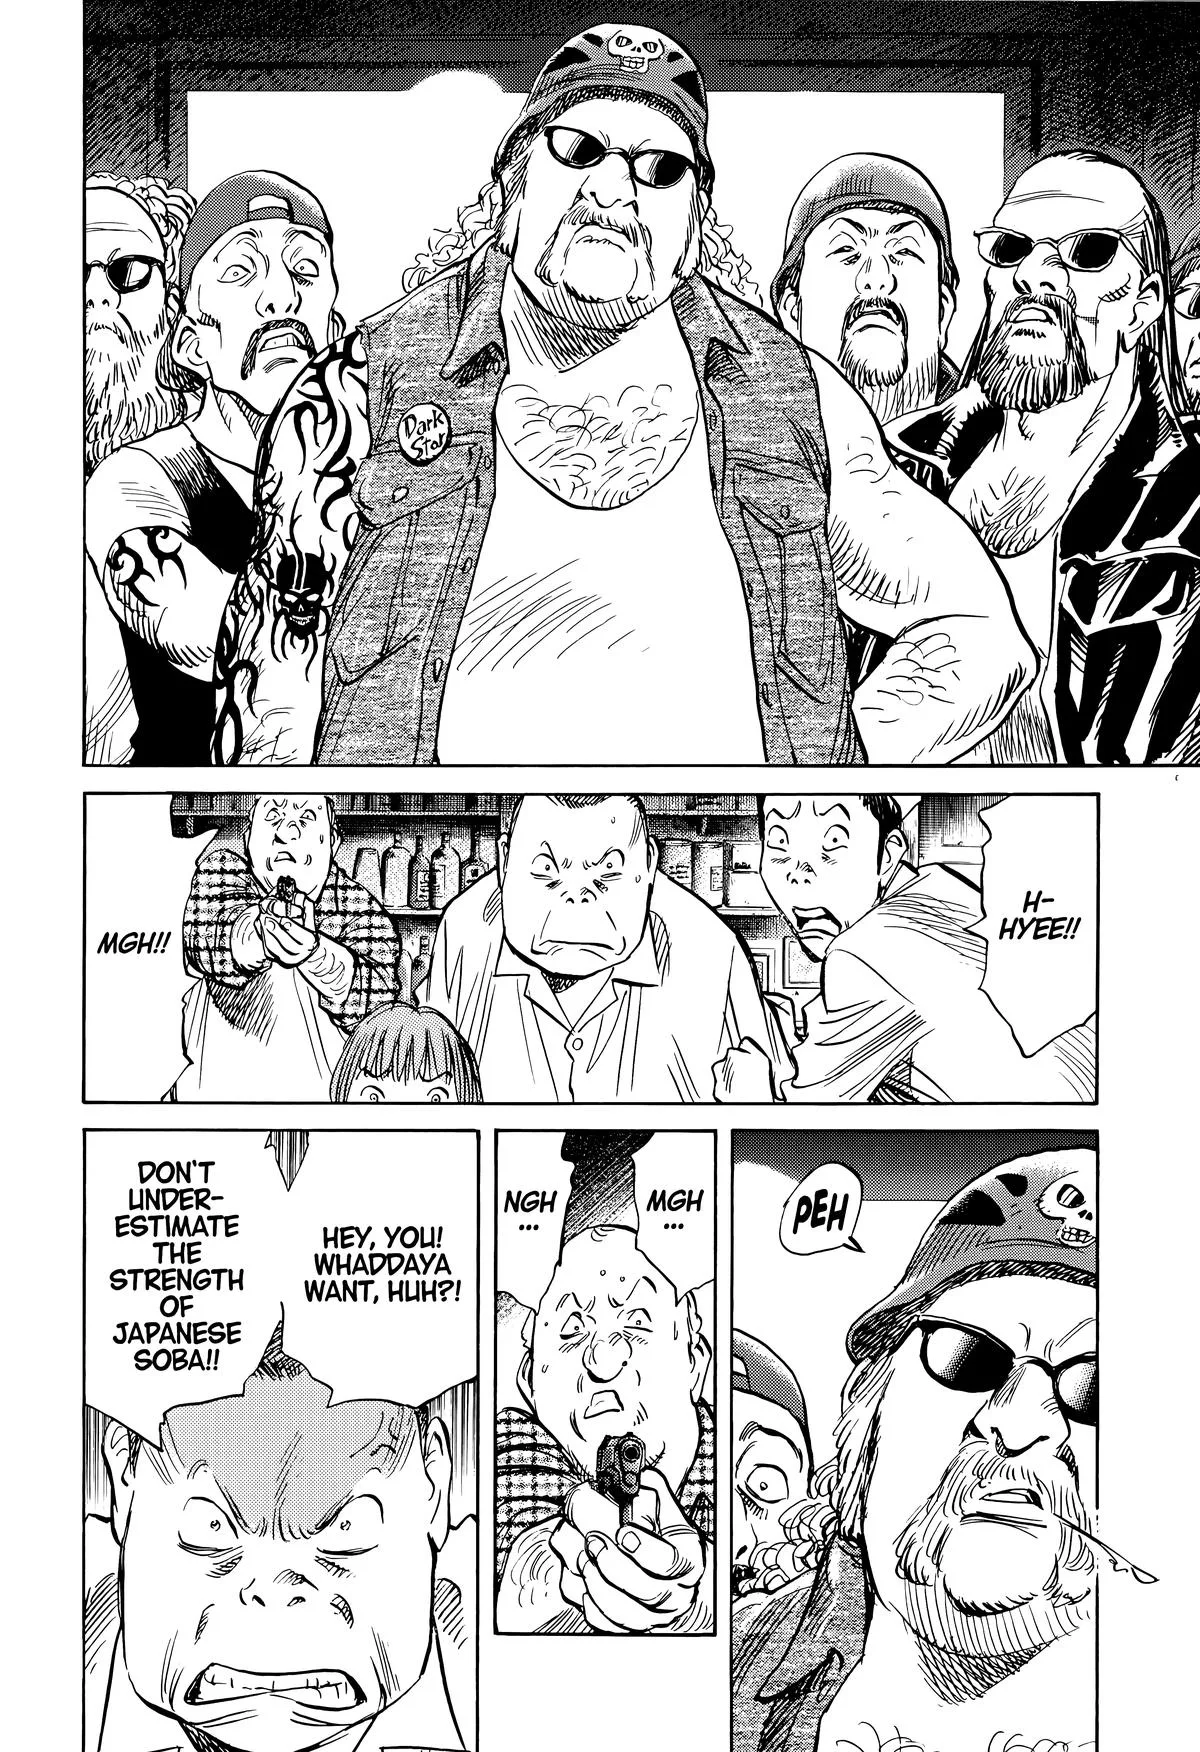 Dark
Star
H-
HYEE!!
MGH!!
PEH
MGH
...
NGH
...
HEY, YOU!
WHADDAYA
WANT, HUH?!
DON'T
UNDER-
ESTIMATE
THE
STRENGTH
OF
JAPANESE
SOBA!!